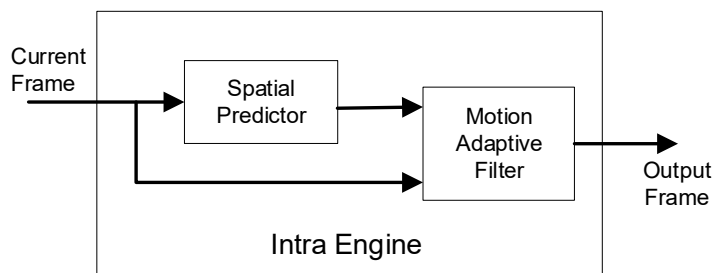 Current
Frame
Spatial
Predictor
Motion
Adaptive
Filter
Output
Frame
Intra Engine